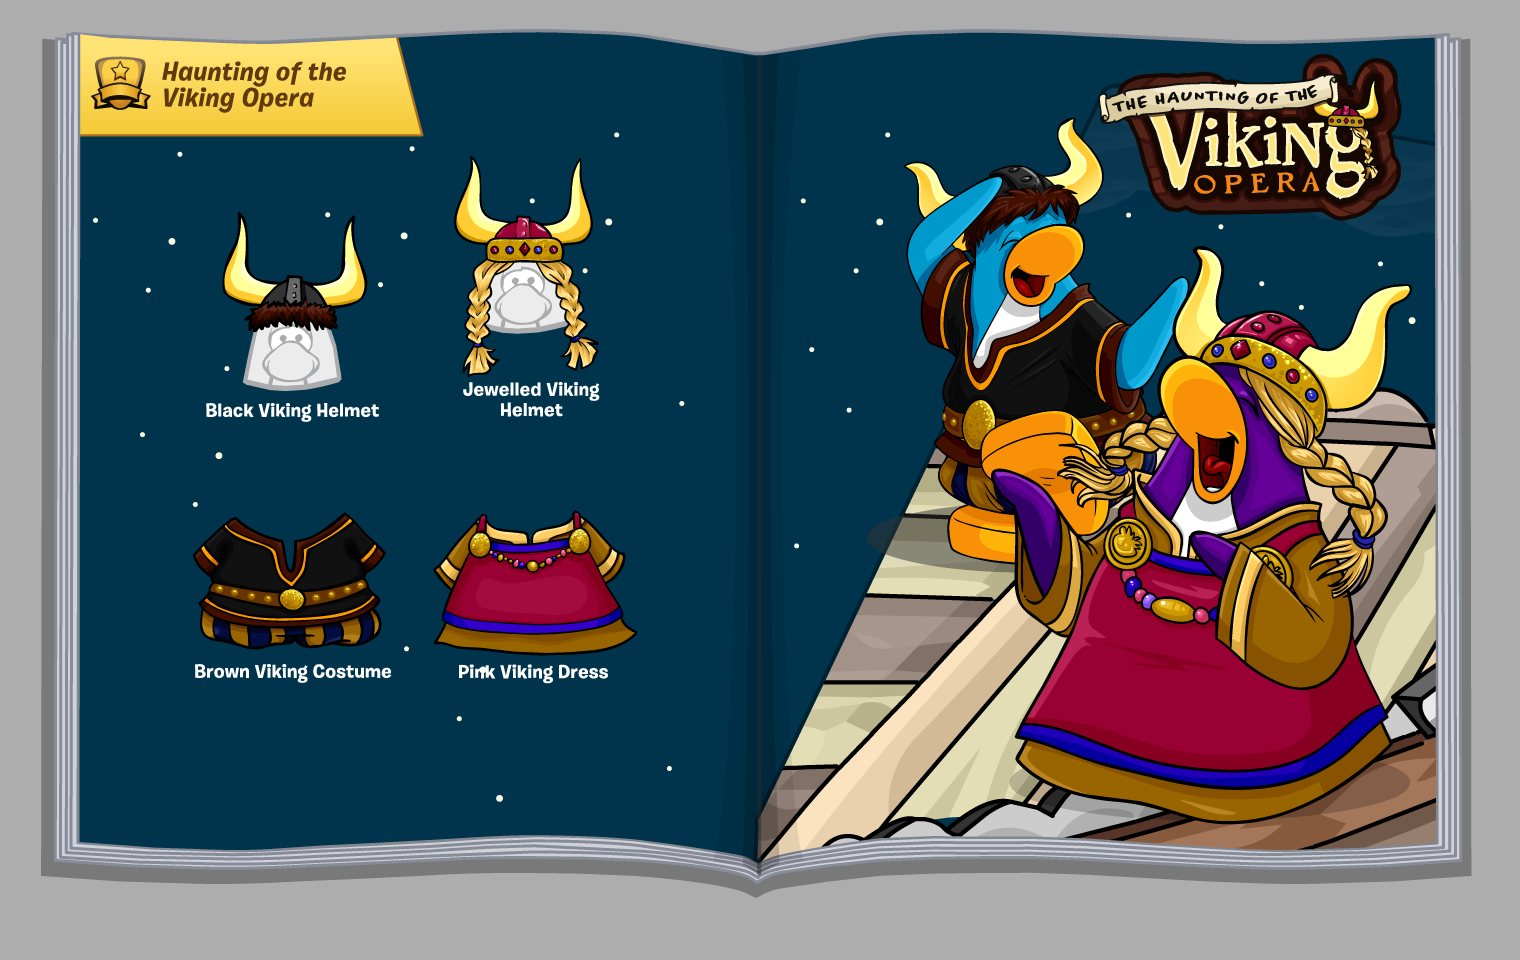 Haunting of the
Viking Opera
Black Viking Helmet
Jewelled Viking
Helmet
Brown Viking Costume
Pink Viking Dress
THE HAUNTING OF THE
Viking
OPERA